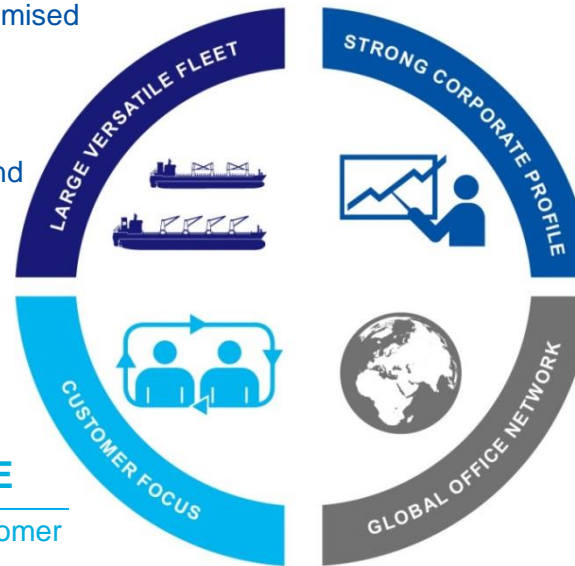 mised
LARGE VERSATILE FLEET
STRONG CORPORATE PROFILE
nd
CUSTOMER FOCUS
GLOBAL OFFICE NETWORK
E
omer